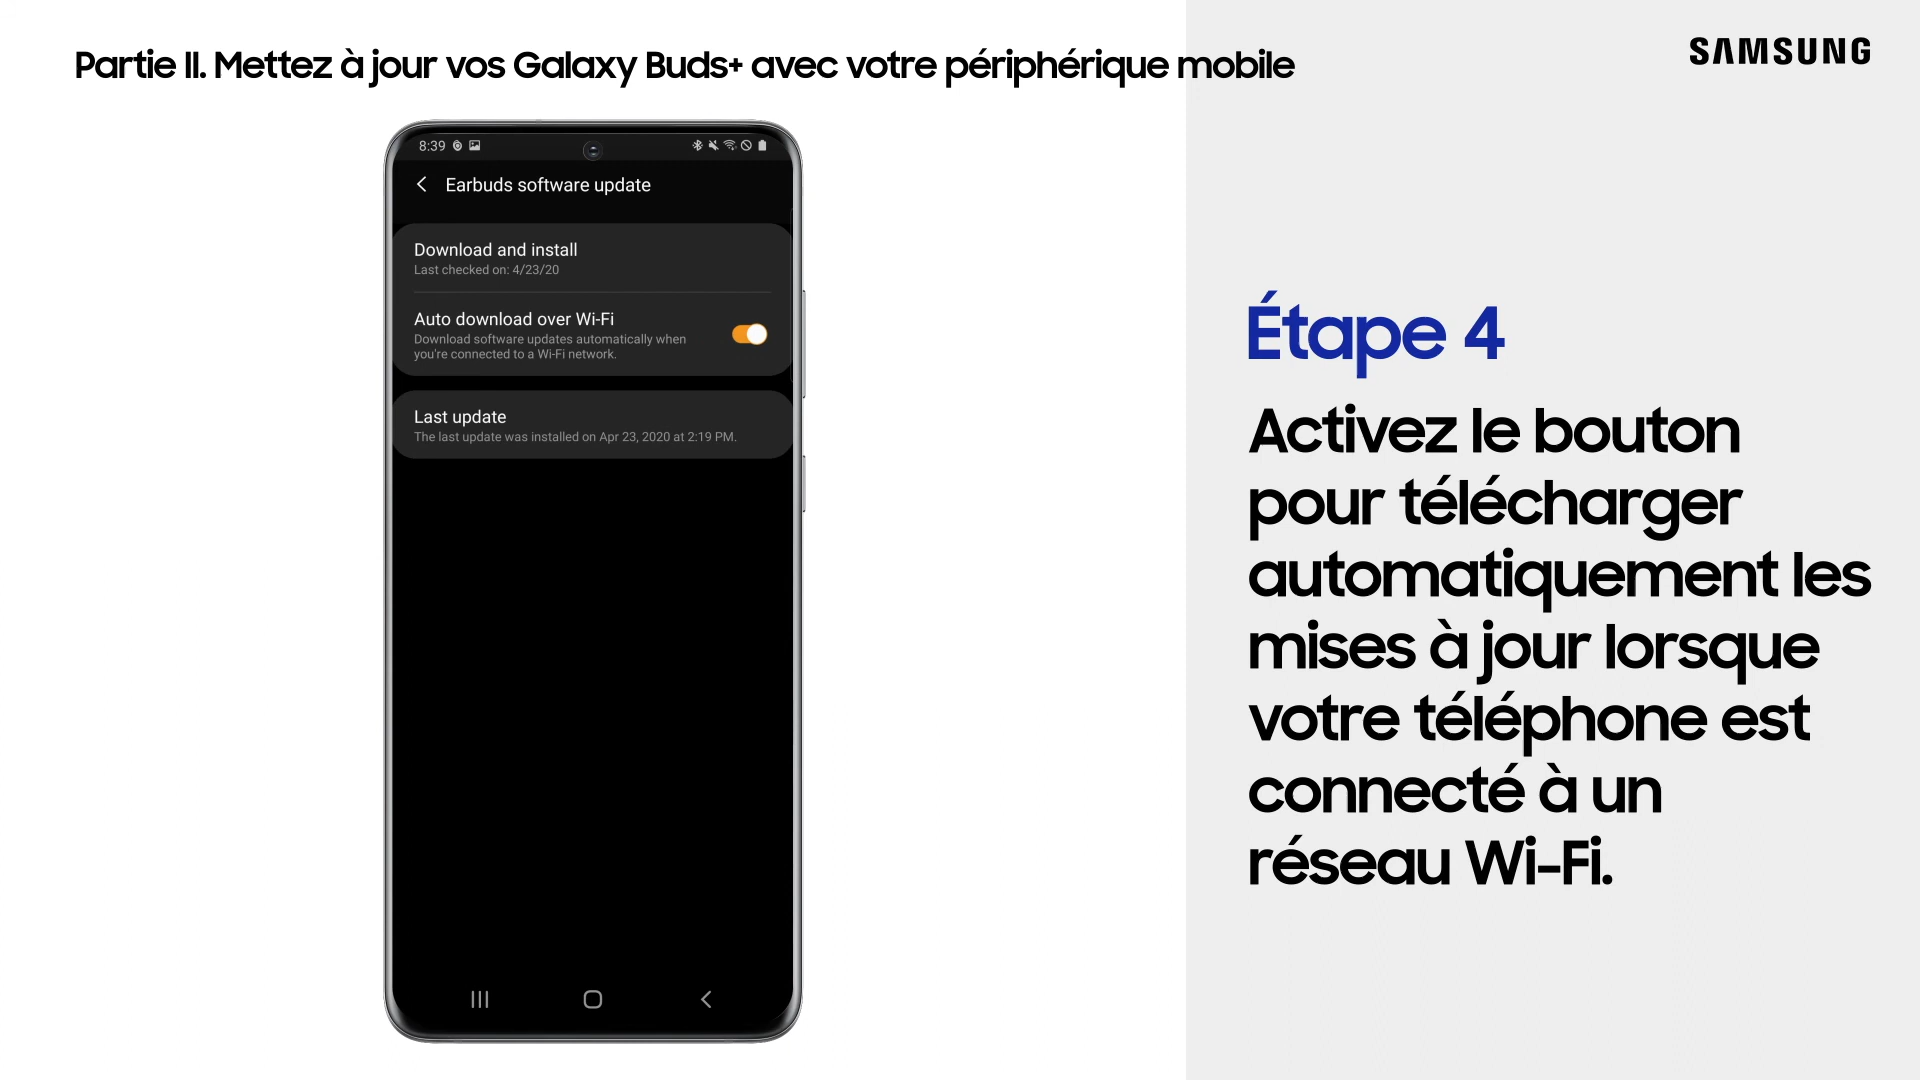 Partie II. Mettez à jour vos Galaxy Buds+ avec votre périphérique mobile
SAMSUNG
8:39
Earbuds software update
Download and install
Last checked on: 4/23/20
Auto download over Wi-Fi
Download software updates automatically when
you're connected to a Wi-Fi network.
Last update
The last update was installed on Apr 23, 2020 at 2:19 PM.
Étape 4
Activez le bouton
pour télécharger
automatiquement les
mises à jour lorsque
votre téléphone est
connecté à un
réseau Wi-Fi.